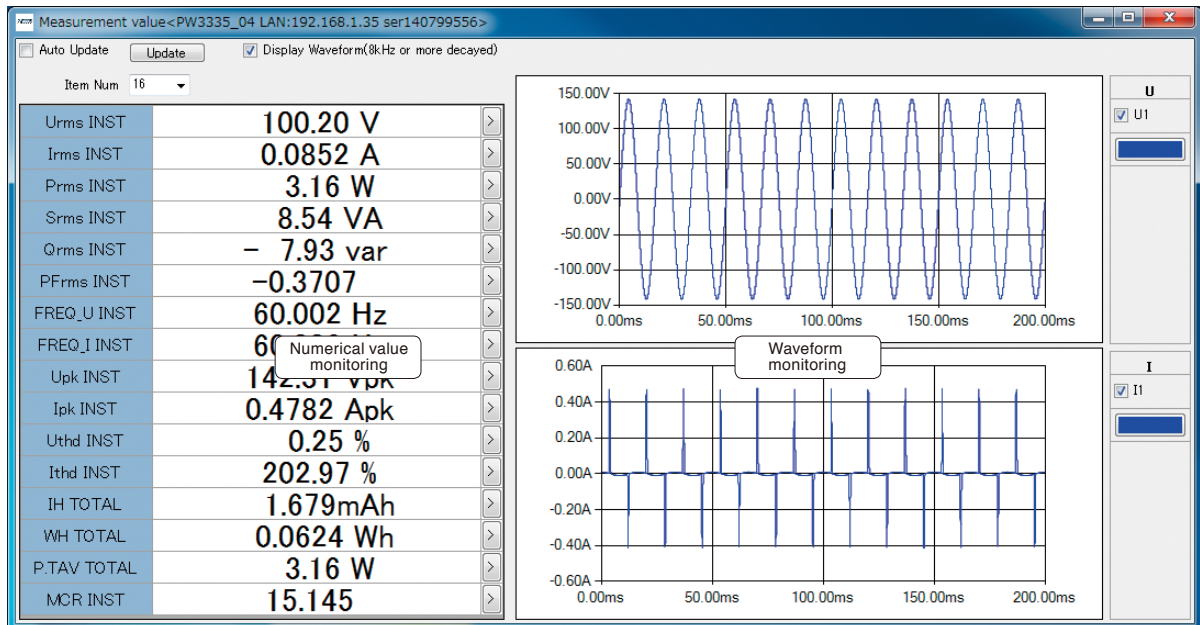 Measurement value<PW3335_04 LAN:192.168.1.35 ser140799556>
Auto Update Update Display Waveform(8kHz or more decayed)
Item Num 16
Urms INST 100.20 V >
Irms INST 0.0852 A >
Prms INST 3.16 W >
Srms INST 8.54 VA >
Qrms INST - 7.93 var >
PFrms INST -0.3707 >
FREQ_U INST 60.002 Hz >
FREQ_I INST >
Numerical value
monitoring
Upk INST Vpk >
Ipk INST 0.4782 Apk >
Uthd INST 0.25 % >
Ithd INST 202.97 % >
IH TOTAL 1.679mAh >
WH TOTAL 0.0624 Wh >
P.TAV TOTAL 3.16 W >
MCR INST 15.145 >
150.00V
100.00V
50.00V
0.00V
-50.00V
-100.00V
-150.00V
0.00ms 50.00ms 100.00ms 150.00ms 200.00ms
U
U1
Waveform
monitoring
0.60A
0.40A
0.20A
0.00A
-0.20A
-0.40A
-0.60A
0.00ms 50.00ms 100.00ms 150.00ms 200.00ms
I
I1